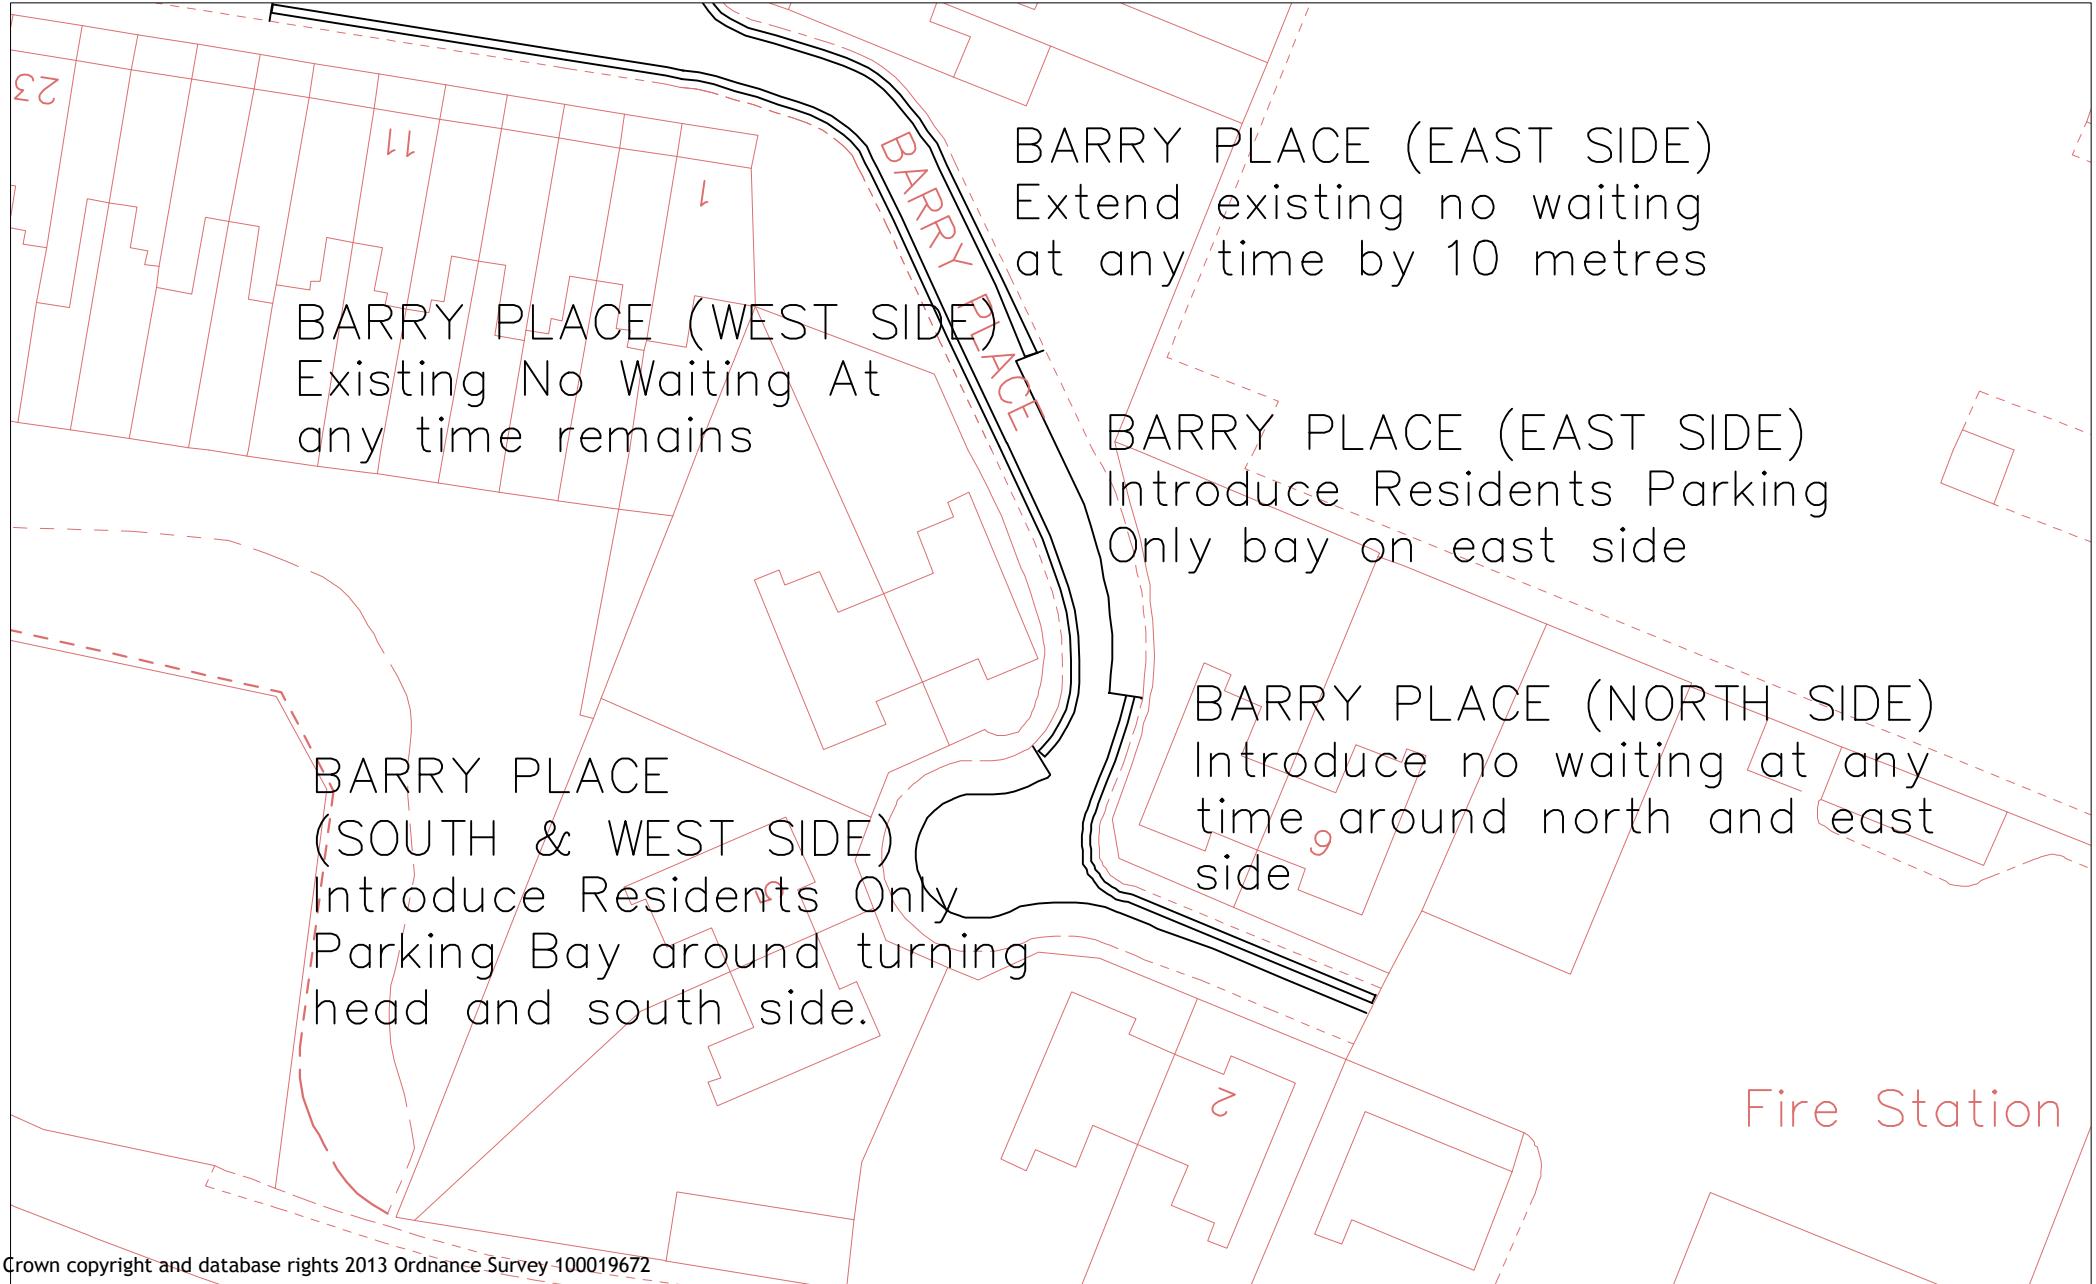 23
11
1
BARRY PLACE
BARRY PLACE (EAST SIDE)
Extend existing no waiting
at any time by 10 metres
BARRY PLACE (WEST SIDE)
Existing No Waiting At
any time remains
BARRY PLACE (EAST SIDE)
Introduce Residents Parking
Only bay on east side
BARRY PLACE (NORTH SIDE)
Introduce no waiting at any
time around north and east
side
6
BARRY PLACE
(SOUTH & WEST SIDE)
Introduce Residents Only
Parking Bay around turning
head and south side.
5
2
Fire Station
Crown copyright and database rights 2013 Ordnance Survey 100019672